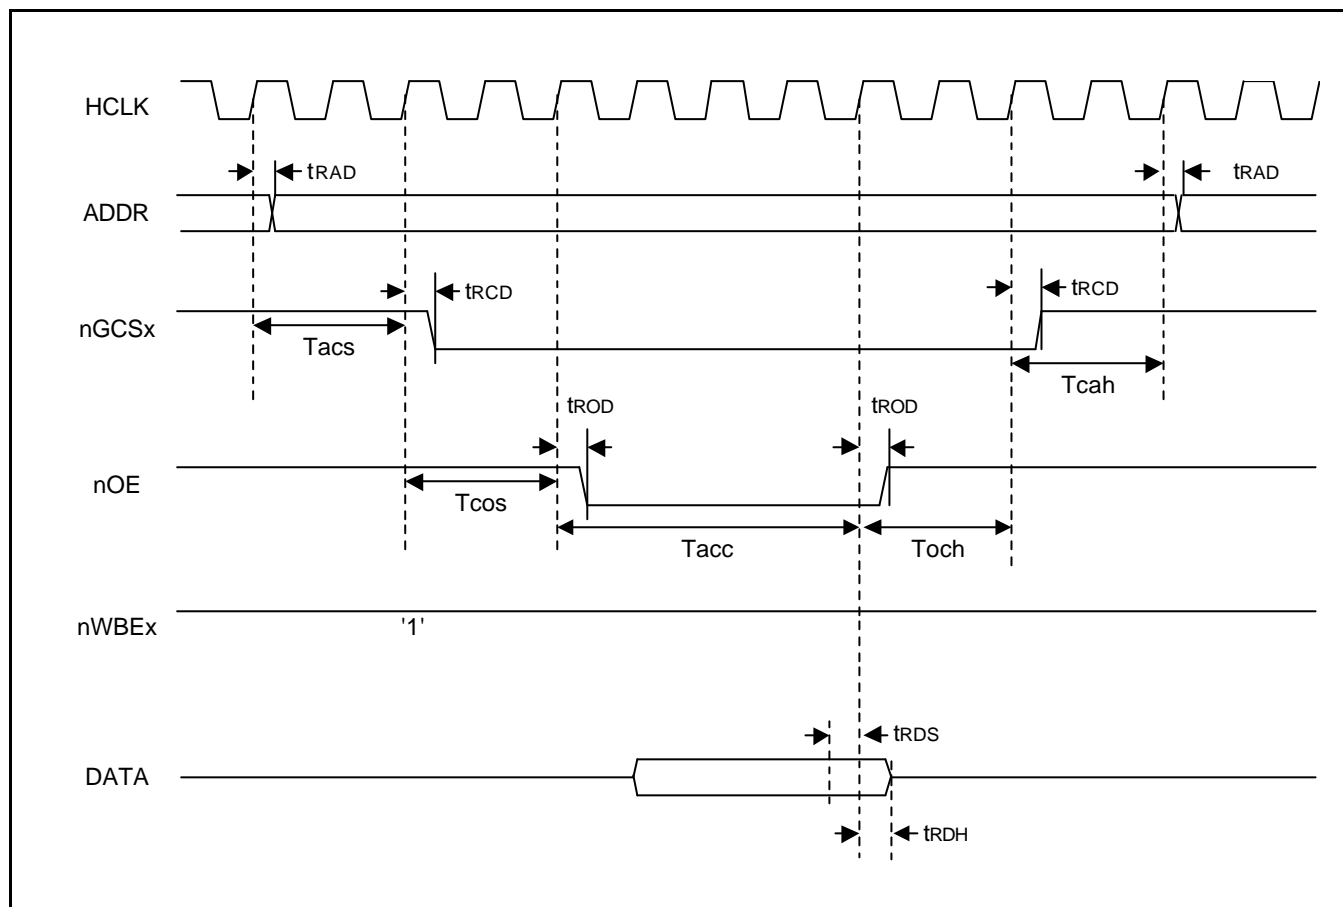 HCLK
tRAD
tRAD
ADDR
tRCD
tRCD
nGCSx
Tacs
Tcah
tROD
tROD
nOE
Tcos
Tacc
Toch
nWBEx
'1'
tRDS
DATA
tRDH